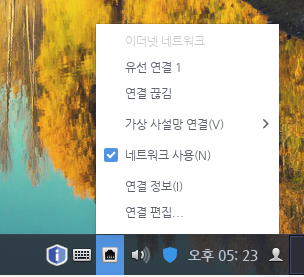 이더넷 네트워크
유선 연결 1
연결 끊김
가상 사설망 연결(V)
네트워크 사용(N)
연결 정보(I)
연결 편집...
오후 05: 23